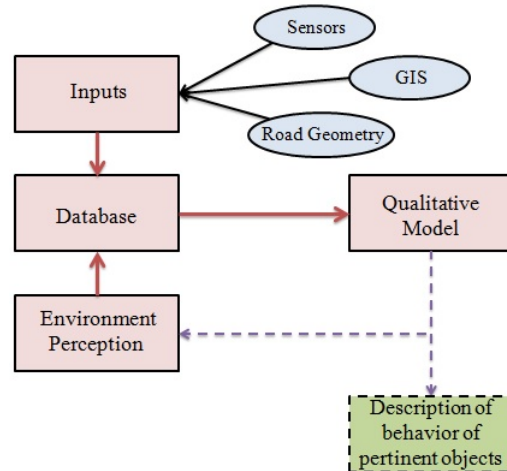 Sensors
Inputs
GIS
Road Geometry
Database
Qualitative
Model
Environment
Perception
Description of
behavior of
pertinent objects